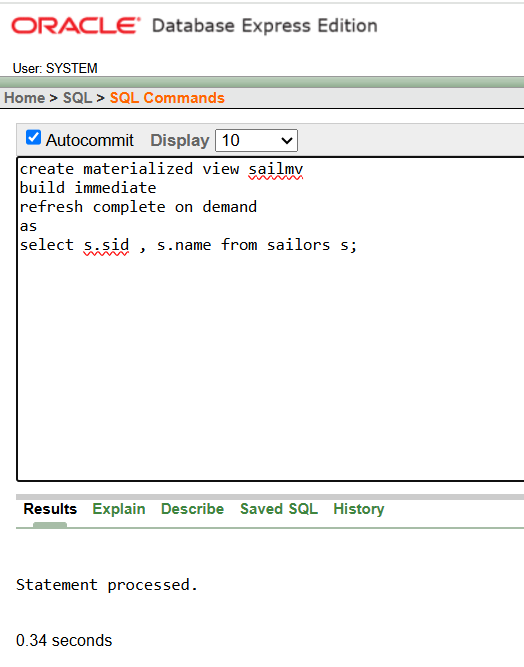 ORACLE Database Express Edition
User: SYSTEM
Home > SQL > SQL Commands
Autocommit Display 10
create materialized view sailmv
build immediate
refresh complete on demand
as
select s.sid , s.name from sailors s;
Results Explain Describe Saved SQL History
Statement processed.
0.34 seconds